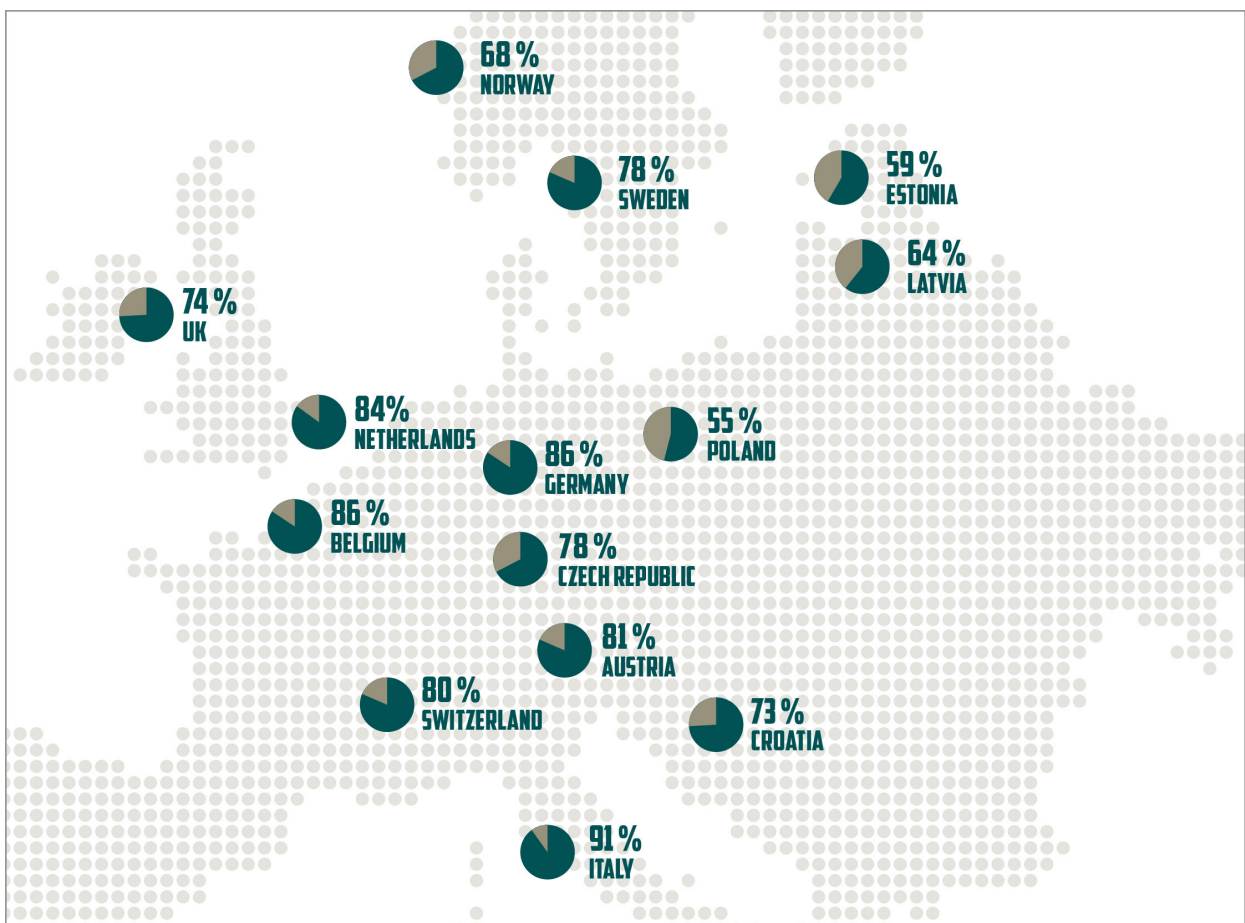 68 %
NORWAY
78 %
SWEDEN
59 %
ESTONIA
64 %
LATVIA
74 %
UK
84%
NETHERLANDS
55 %
POLAND
86 %
GERMANY
86 %
BELGIUM
78 %
CZECH REPUBLIC
81 %
AUSTRIA
80 %
SWITZERLAND
73 %
CROATIA
91 %
ITALY